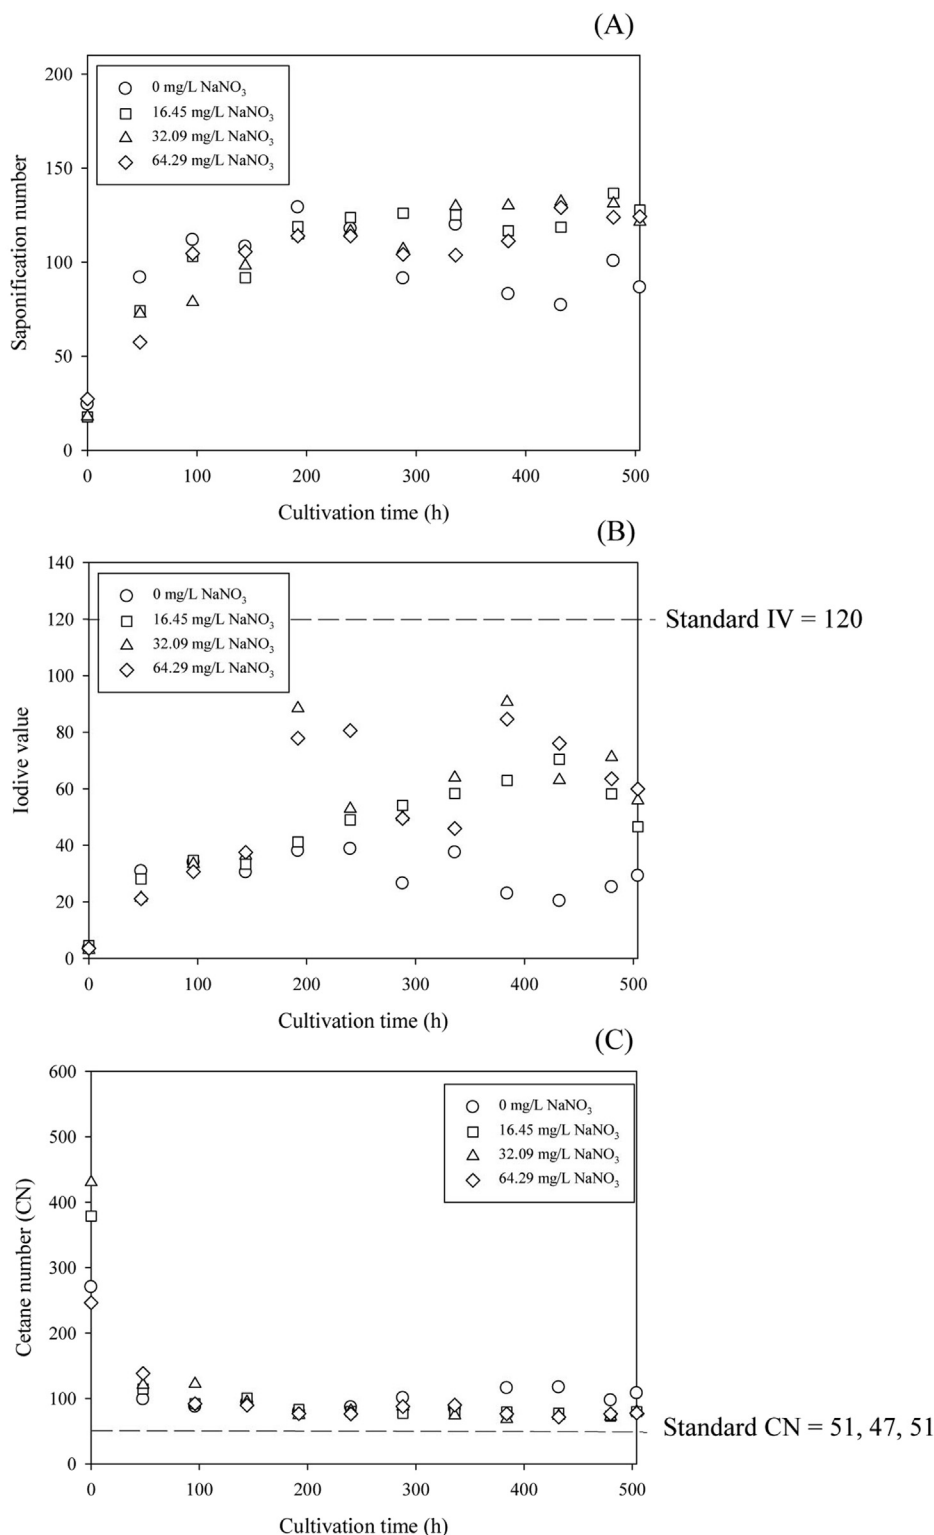 (A)
200
150
100
50
0
Saponification number
0 mg/L NaNO3
16.45 mg/L NaNO3
32.09 mg/L NaNO3
64.29 mg/L NaNO3
0 100 200 300 400 500
Cultivation time (h)
(B)
140
120
100
80
60
40
20
0
Iodive value
0 mg/L NaNO3
16.45 mg/L NaNO3
32.09 mg/L NaNO3
64.29 mg/L NaNO3
Standard IV = 120
0 100 200 300 400 500
Cultivation time (h)
(C)
600
500
400
300
200
100
0
Cetane number (CN)
0 mg/L NaNO3
16.45 mg/L NaNO3
32.09 mg/L NaNO3
64.29 mg/L NaNO3
Standard CN = 51, 47, 51
0 100 200 300 400 500
Cultivation time (h)